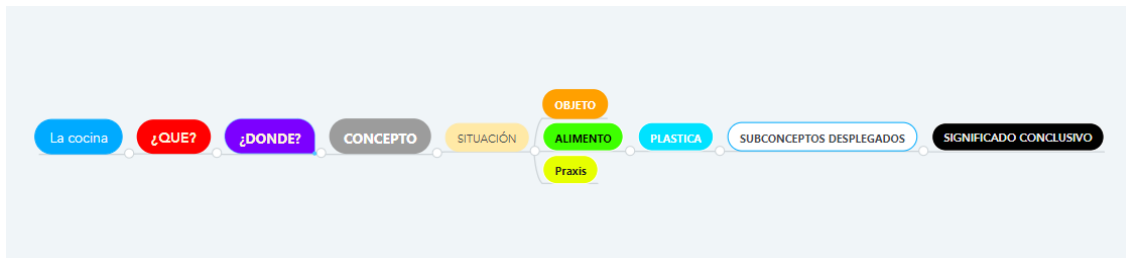 La cocina
¿QUE?
¿DONDE?
CONCEPTO
SITUACIÓN
OBJETO
ALIMENTO
Praxis
PLASTICA
SUBCONCEPTOS DESPLEGADOS
SIGNIFICADO CONCLUSIVO